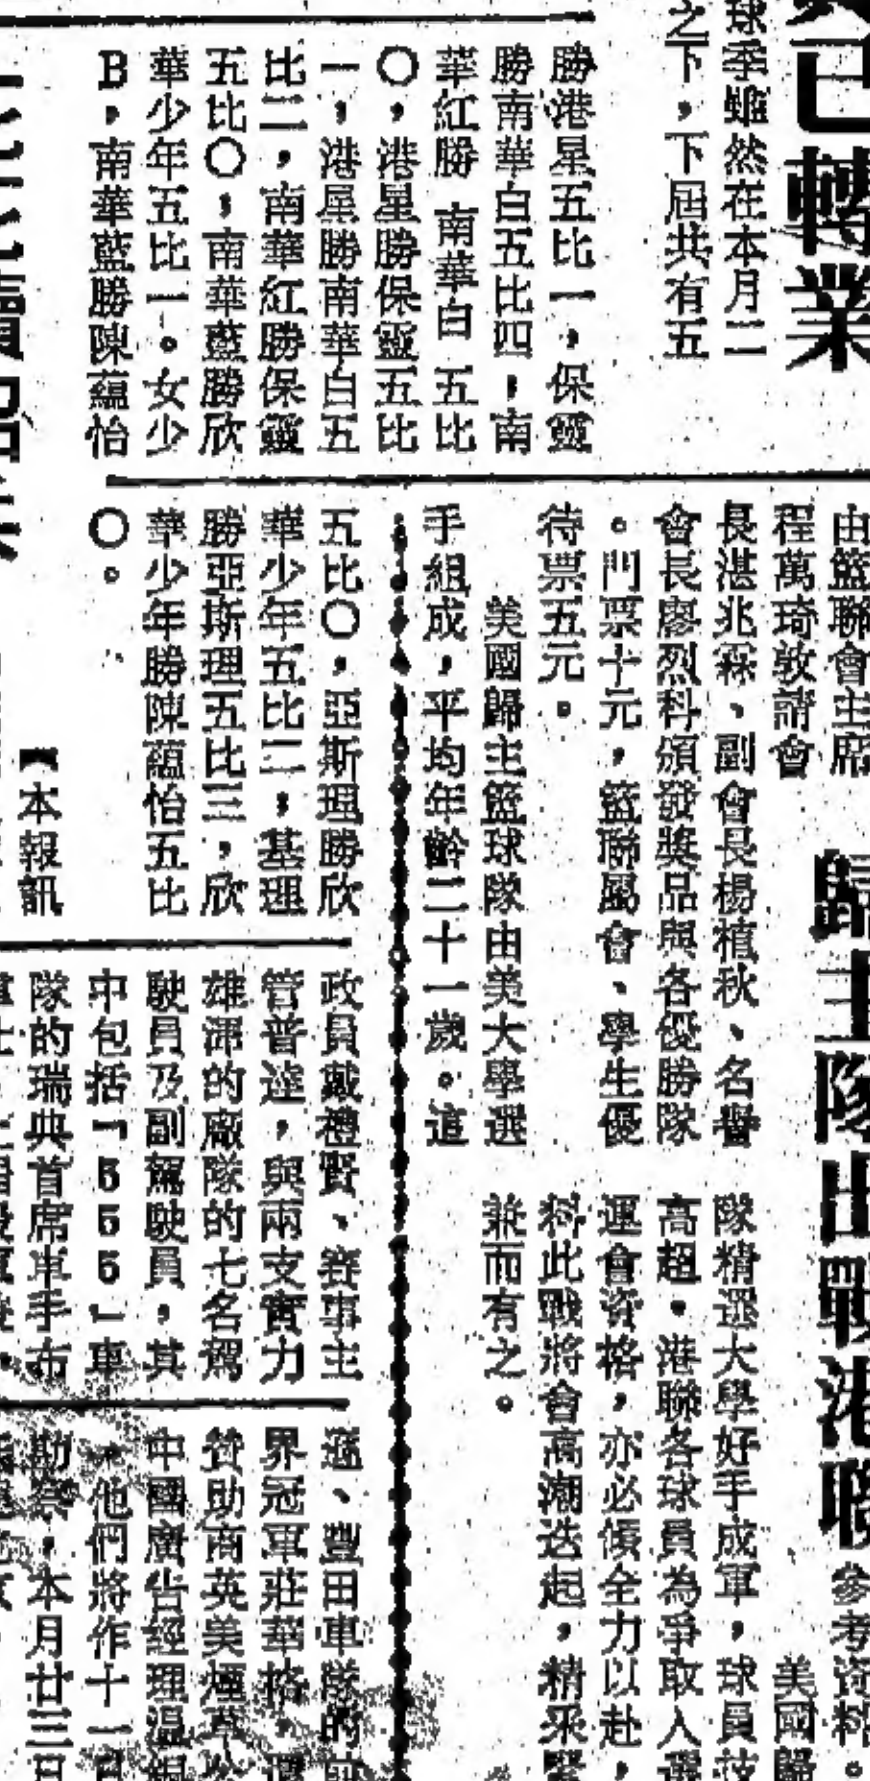 已轉業
球季雖然在本月二
之下，下屆共有五
勝港星五比一，保靈
勝南華白五比四，南
華紅勝 南華白 五比
〇，港星勝保靈五比
一，港星勝南華白五
比二，南華紅勝保靈
五比〇，南華藍勝欣
華少年五比一。女少
B，南華藍勝陳蘊怡
五比〇，亞斯理勝欣
華少年五比二，基理
勝亞斯理五比三，欣
華少年勝陳蘊怡五比
〇。
歸主隊出戰港聯
由籃聯會主席
程萬琦敦請會
長湛兆霖、副會長楊植秋、名譽
會長廖烈科頒發獎品與各優勝隊
。門票十元，籃聯屬會、學生優
待票五元。
美國歸主籃球隊由美大學選
手組成，平均年齡二十一歲。這
參考資料。
美國歸
隊精選大學好手成軍，球員技
高超。港聯各球員為爭取入選
運會資格，亦必傾全力以赴，
料此戰將會高潮迭起，精采緊
兼而有之。
【本報訊
政員戴禮賢、賽事主
管普達，與兩支實力
雄渾的廠隊的七名駕
駛員及副駕駛員，其
中包括「555」車
隊的瑞典首席車手布
豐田車隊的
界冠軍莊華格，還
贊助商英美煙草公
中國廣告經理溫
。他們將作十一日
勘察，本月廿三日